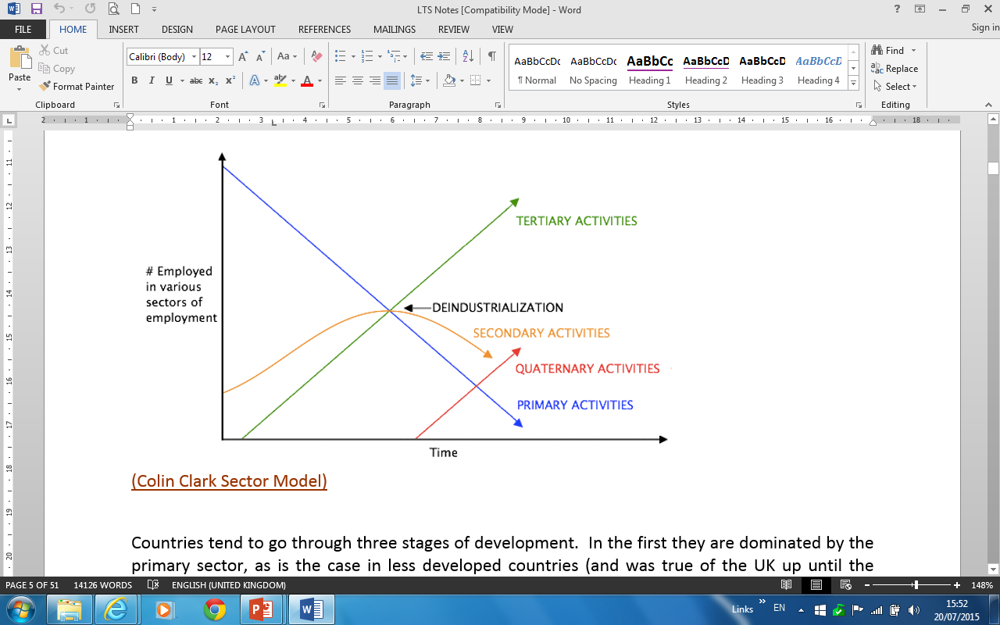 LTS Notes [Compatibility Mode] - Word
FILE HOME INSERT DESIGN PAGE LAYOUT REFERENCES MAILINGS REVIEW VIEW Sign in
Paste
Cut
Copy
Format Painter
Clipboard
Calibri (Body) 12
Font
Paragraph
AaBbCcDc AaBbCcDc AaBbCc AaBbCcD AaBbCcD AaBbCcD
¶ Normal No Spacing Heading 1 Heading 2 Heading 3 Heading 4
Styles
Find
Replace
Select
Editing
2 1 1 2 3 4 5 6 7 8 9 10 11 12 13 14 15 16 18
11
12
13
14
15
16
17
18
19
20
TERTIARY ACTIVITIES
# Employed
in various
sectors of
employment
DEINDUSTRIALIZATION
SECONDARY ACTIVITIES
QUATERNARY ACTIVITIES
PRIMARY ACTIVITIES
Time
(Colin Clark Sector Model)
Countries tend to go through three stages of development. In the first they are dominated by the
primary sector, as is the case in less developed countries (and was true of the UK up until the
PAGE 5 OF 51 14126 WORDS ENGLISH (UNITED KINGDOM) 148%
Links EN 15:52
20/07/2015